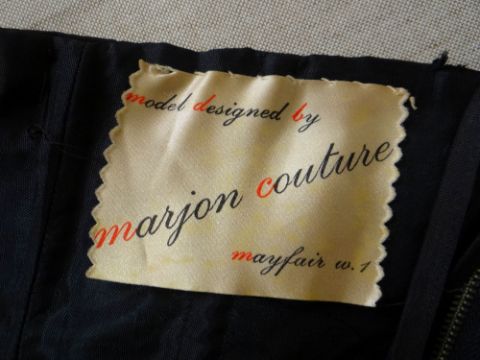 model designed by
marjon couture
mayfair w.1